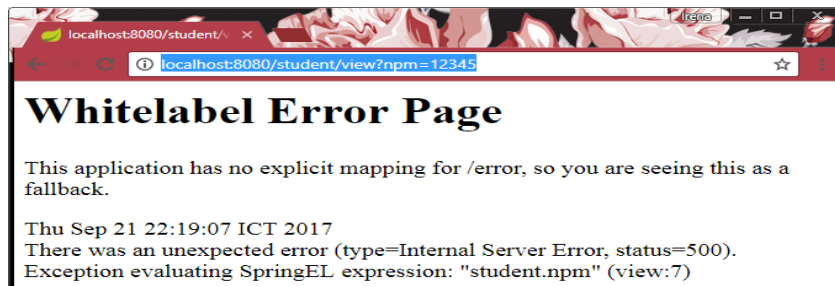 Irena
localhost:8080/student/v
localhost:8080/student/view?npm=12345
Whitelabel Error Page
This application has no explicit mapping for /error, so you are seeing this as a
fallback.
Thu Sep 21 22:19:07 ICT 2017
There was an unexpected error (type=Internal Server Error, status=500).
Exception evaluating SpringEL expression: "student.npm" (view:7)